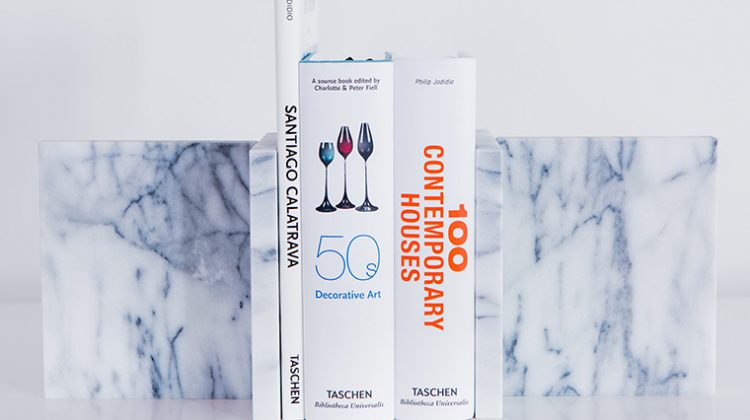 DIDIO
SANTIAGO CALATRAVA
TASCHEN
A source book edited by
Charlotte & Peter Fiell
50s
Decorative Art
TASCHEN
Bibliotheca Universalis
Philip Jodidio
100
CONTEMPORARY
HOUSES
TASCHEN
Bibliotheca Universalis